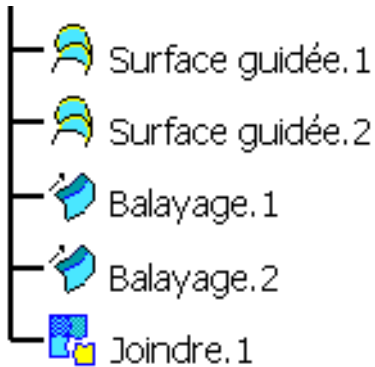 Surface guidée.1
Surface guidée.2
Balayage.1
Balayage.2
Joindre.1